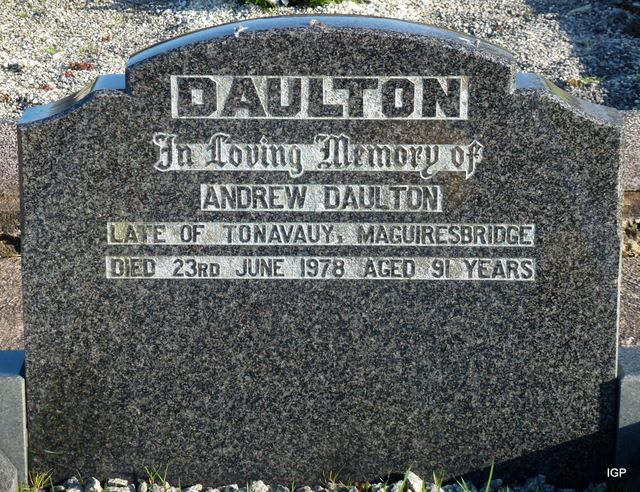 DAULTON
In Loving Memory of
ANDREW DAULTON
LATE OF TONAVAUY, MAGUIRESBRIDGE
DIED 23RD JUNE 1978 AGED 91 YEARS
IGP